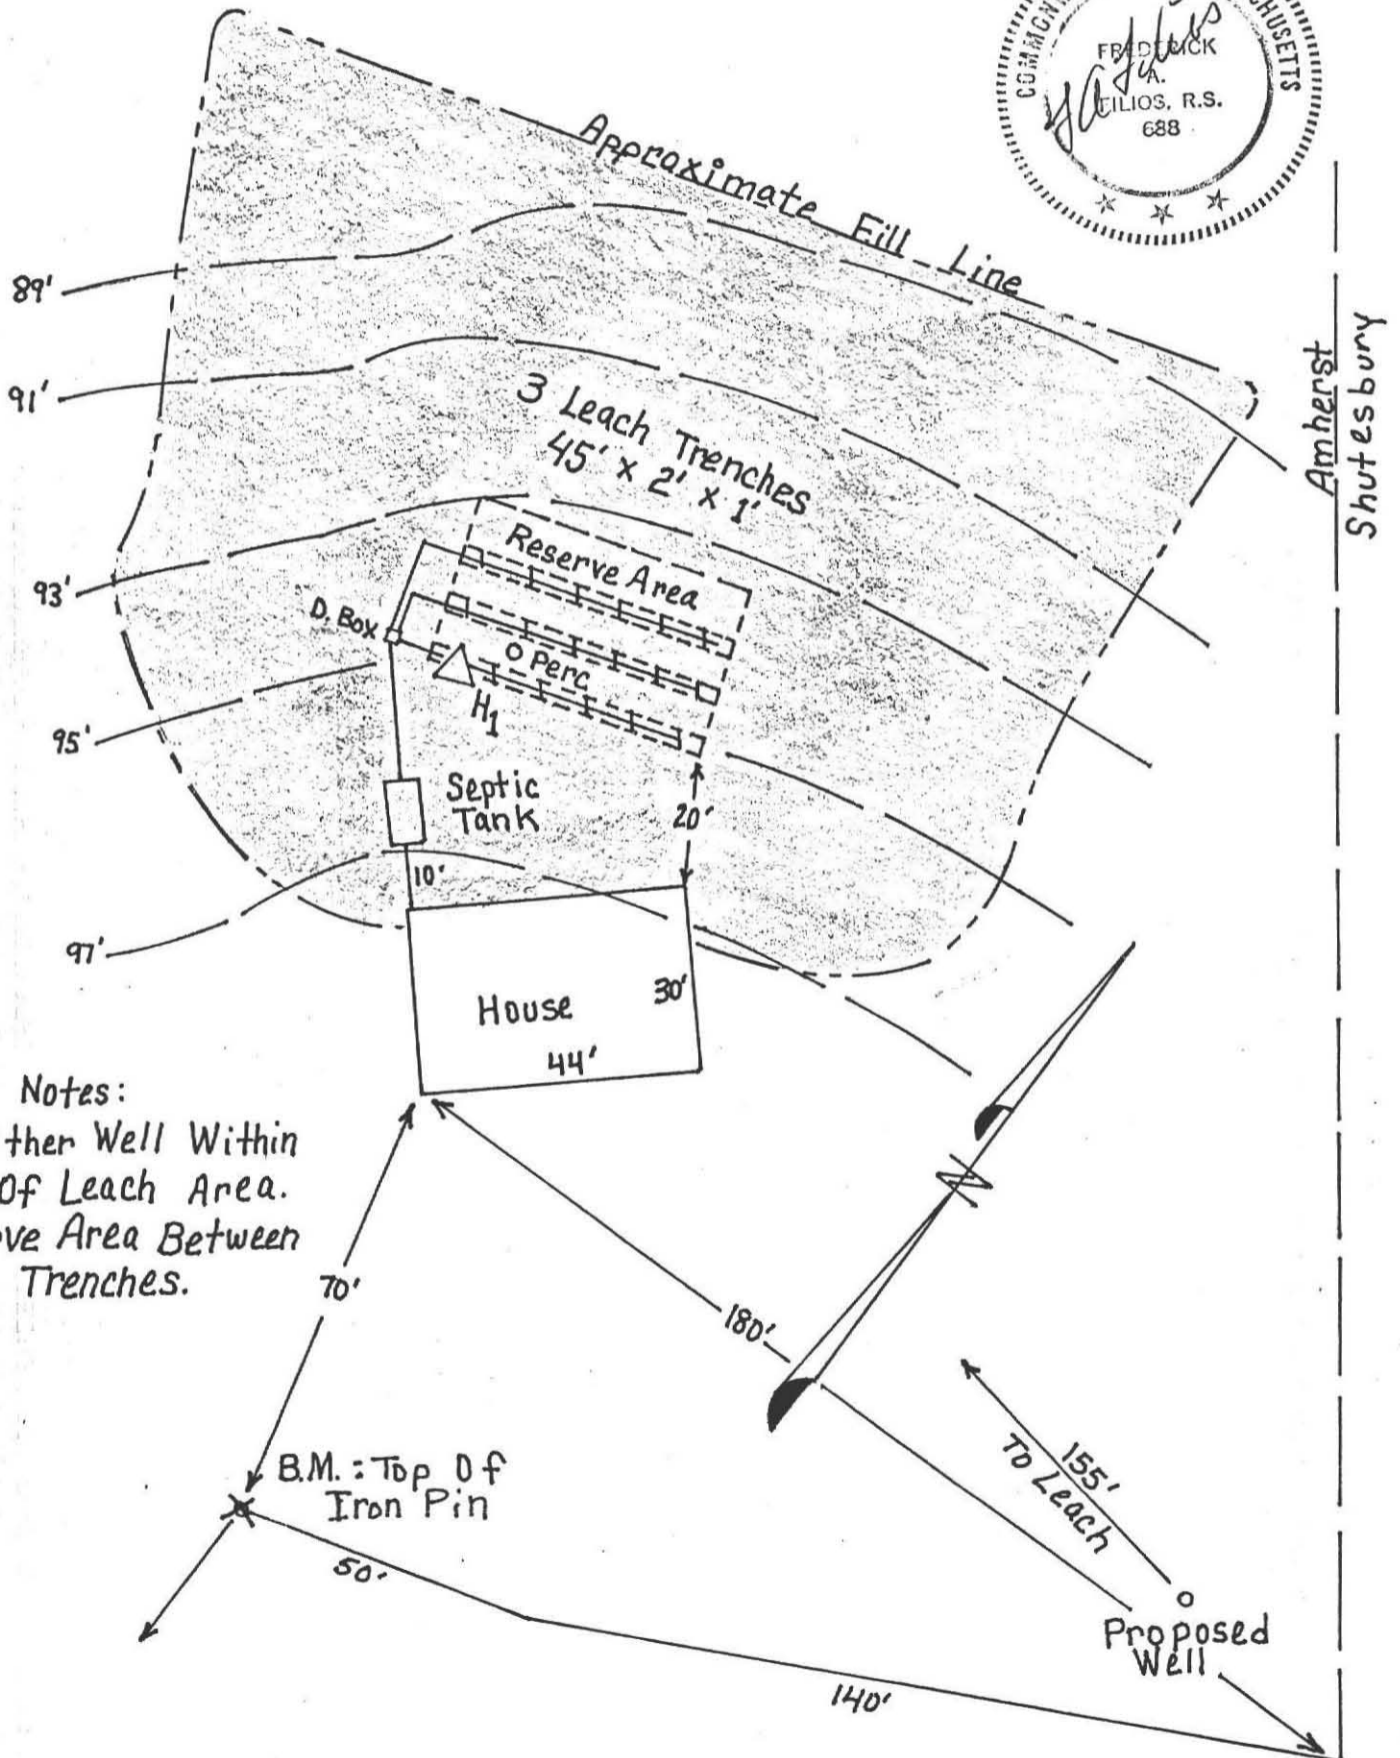 COMMON
HUSETTS
FREDERICK
A.
FILIOS, R.S.
688
Approximate Fill Line
89'
91'
93'
95'
97'
3 Leach Trenches
45' x 2' x 1'
Reserve Area
D. Box
Perc
H1
Septic
Tank
20'
10'
House
30'
44'
Amherst
Shutesbury
Notes:
ther Well Within
Of Leach Area.
ve Area Between
Trenches.
70'
180'
N
155'
To Leach
B.M.: Top Of
Iron Pin
50'
140'
Proposed
Well